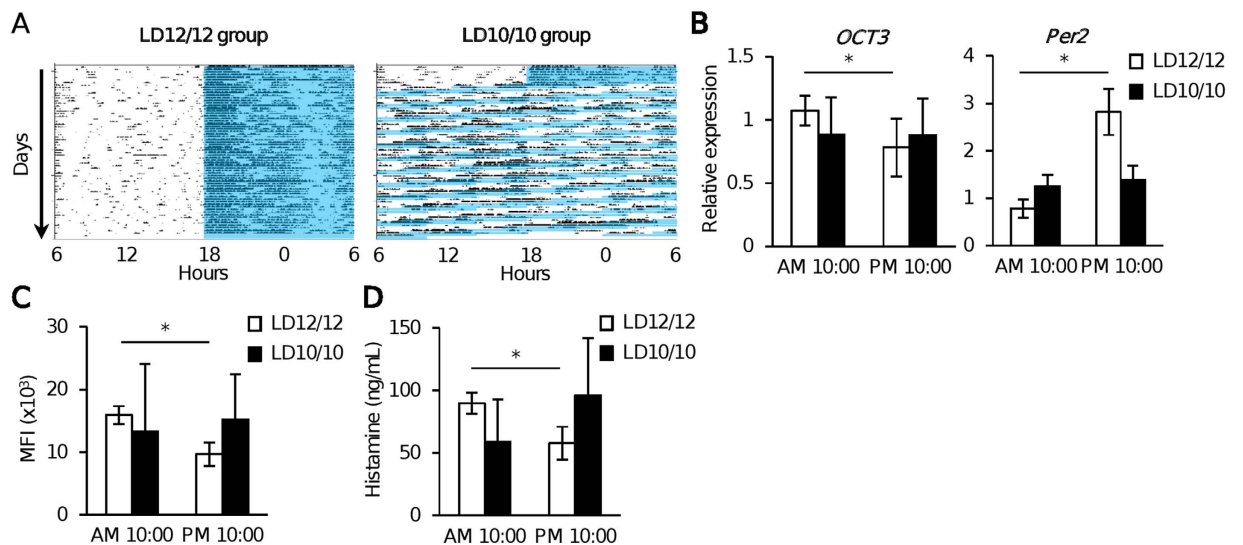 A
LD12/12 group
LD10/10 group
Days
6 12 18 0 6
Hours
6 12 18 0 6
Hours
B
OCT3
Relative expression
1.5
1
0.5
0
*
AM 10:00 PM 10:00
Per2
4
3
2
1
0
*
AM 10:00 PM 10:00
LD12/12
LD10/10
C
MFI (x10³)
30
20
10
0
*
LD12/12
LD10/10
AM 10:00 PM 10:00
D
Histamine (ng/mL)
150
100
50
0
*
LD12/12
LD10/10
AM 10:00 PM 10:00